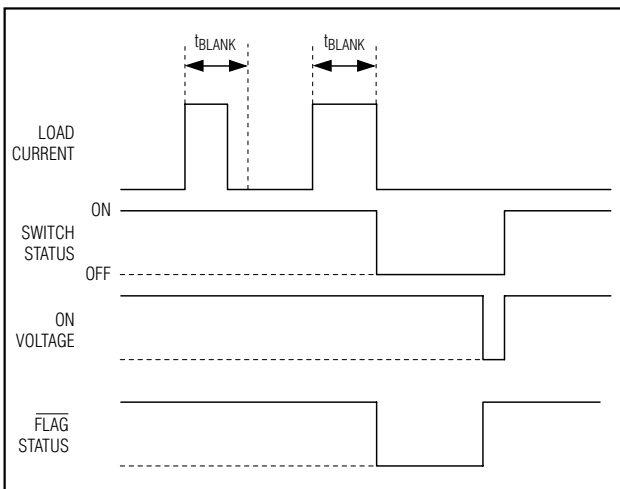 tBLANK tBLANK
LOAD
CURRENT
ON
SWITCH
STATUS
OFF
ON
VOLTAGE
FLAG
STATUS